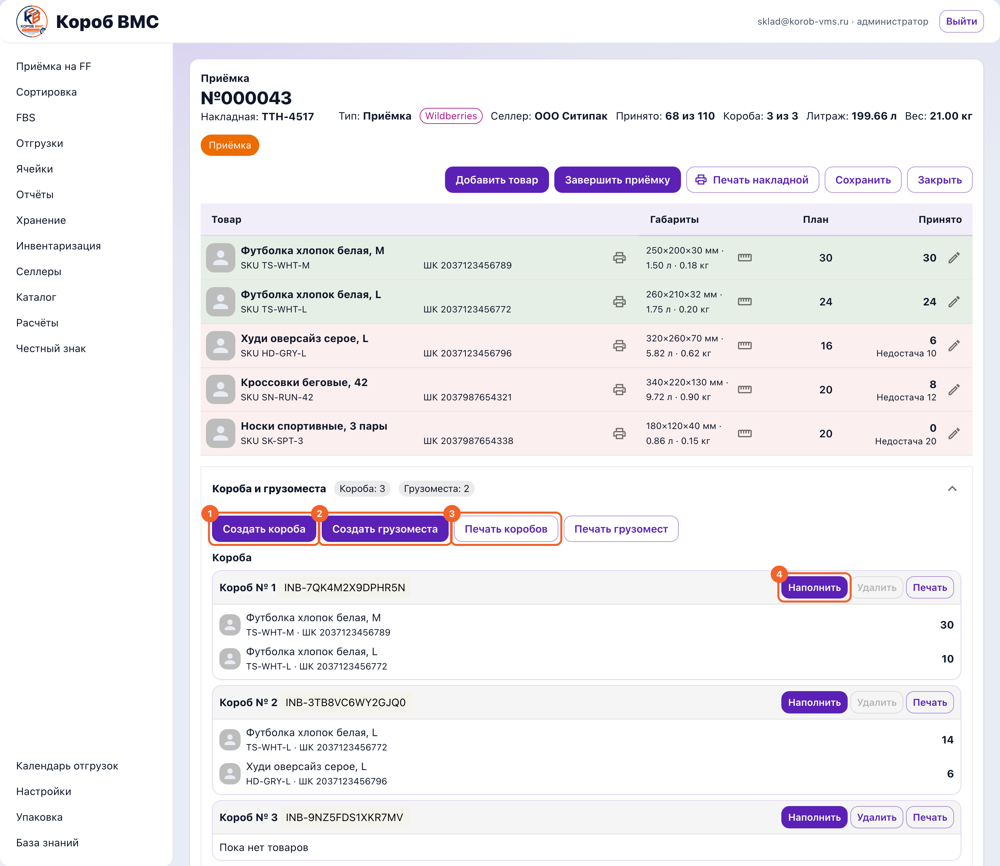 КОРОБ ВМС
Короб ВМС
sklad@korob-vms.ru · администратор
Выйти
Приёмка на FF
Сортировка
FBS
Отгрузки
Ячейки
Отчёты
Хранение
Инвентаризация
Селлеры
Каталог
Расчёты
Честный знак
Календарь отгрузок
Настройки
Упаковка
База знаний
Приёмка
№000043
Накладная: ТТН-4517
Тип: Приёмка Wildberries Селлер: ООО Ситипак Принято: 68 из 110 Короба: 3 из 3 Литраж: 199.66 л Вес: 21.00 кг
Приёмка
Добавить товар Завершить приёмку Печать накладной Сохранить Закрыть
Товар Габариты План Принято
Футболка хлопок белая, M
SKU TS-WHT-M ШК 2037123456789
250×200×30 мм ·
1.50 л · 0.18 кг
30 30
Футболка хлопок белая, L
SKU TS-WHT-L ШК 2037123456772
260×210×32 мм ·
1.75 л · 0.20 кг
24 24
Худи оверсайз серое, L
SKU HD-GRY-L ШК 2037123456796
320×260×70 мм ·
5.82 л · 0.62 кг
16 6
Недостача 10
Кроссовки беговые, 42
SKU SN-RUN-42 ШК 2037987654321
340×220×130 мм ·
9.72 л · 0.90 кг
20 8
Недостача 12
Носки спортивные, 3 пары
SKU SK-SPT-3 ШК 2037987654338
180×120×40 мм ·
0.86 л · 0.15 кг
20 0
Недостача 20
Короба и грузоместа Короба: 3 Грузоместа: 2
1 2 3
Создать короба Создать грузоместа Печать коробов Печать грузомест
Короба
4
Короб № 1 INB-7QK4M2X9DPHR5N Наполнить Удалить Печать
Футболка хлопок белая, M
TS-WHT-M · ШК 2037123456789
30
Футболка хлопок белая, L
TS-WHT-L · ШК 2037123456772
10
Короб № 2 INB-3TB8VC6WY2GJQ0 Наполнить Удалить Печать
Футболка хлопок белая, L
TS-WHT-L · ШК 2037123456772
14
Худи оверсайз серое, L
HD-GRY-L · ШК 2037123456796
6
Короб № 3 INB-9NZ5FDS1XKR7MV Наполнить Удалить Печать
Пока нет товаров